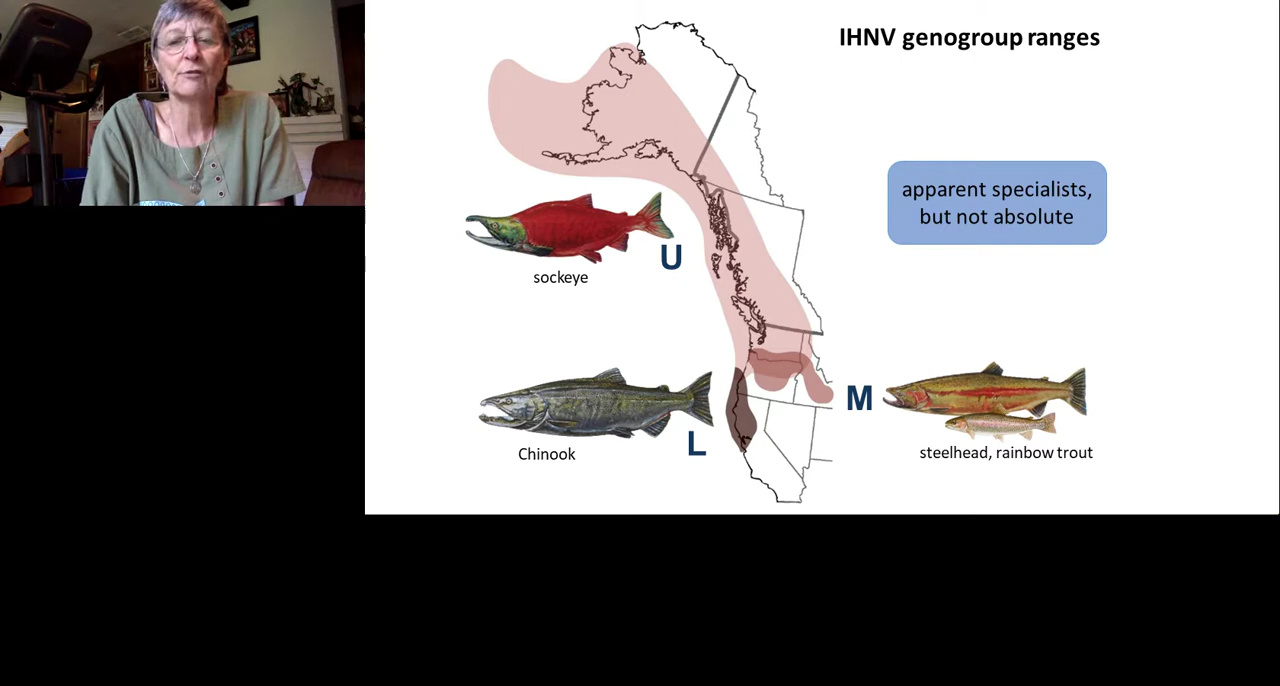 IHNV genogroup ranges
apparent specialists,
but not absolute
U
sockeye
M
L
Chinook
steelhead, rainbow trout